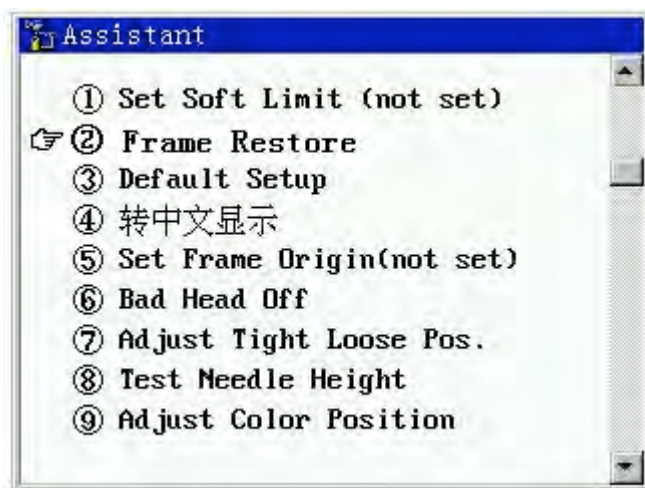 Assistant
① Set Soft Limit (not set)
② Frame Restore
③ Default Setup
④ 转中文显示
⑤ Set Frame Origin(not set)
⑥ Bad Head Off
⑦ Adjust Tight Loose Pos.
⑧ Test Needle Height
⑨ Adjust Color Position